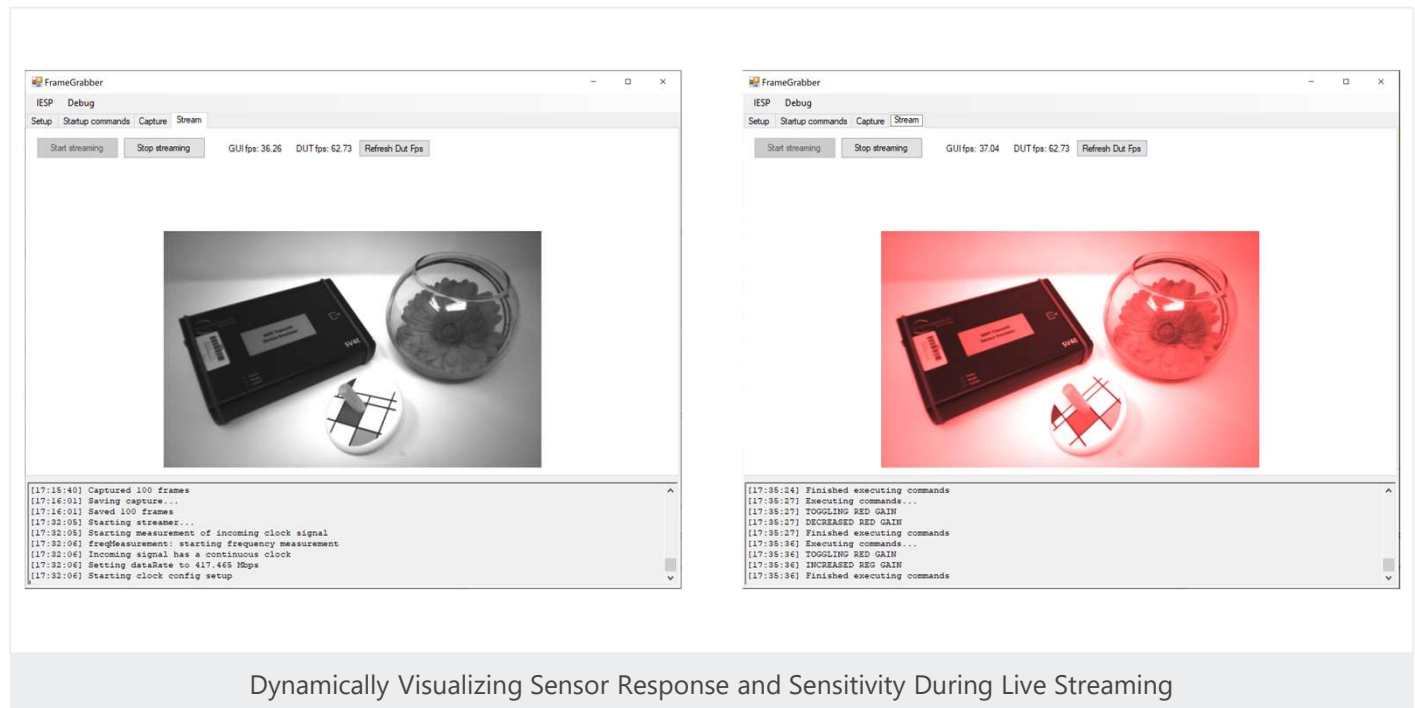 FrameGrabber
IESP Debug
Setup Startup commands Capture Stream
Start streaming Stop streaming GUI fps: 36.26 DUT fps: 62.73 Refresh Dut Fps
SV4E
[17:15:40] Captured 100 frames
[17:16:01] Saving capture...
[17:16:01] Saved 100 frames
[17:32:05] Starting streamer...
[17:32:05] Starting measurement of incoming clock signal
[17:32:06] freqMeasurement: starting frequency measurement
[17:32:06] Incoming signal has a continuous clock
[17:32:06] Setting dataRate to 417.465 Mbps
[17:32:06] Starting clock config setup
FrameGrabber
IESP Debug
Setup Startup commands Capture Stream
Start streaming Stop streaming GUI fps: 37.04 DUT fps: 62.73 Refresh Dut Fps
SV4E
[17:35:24] Finished executing commands
[17:35:27] Executing commands...
[17:35:27] TOGGLING RED GAIN
[17:35:27] DECREASED RED GAIN
[17:35:27] Finished executing commands
[17:35:36] Executing commands...
[17:35:36] TOGGLING RED GAIN
[17:35:36] INCREASED REG GAIN
[17:35:36] Finished executing commands
Dynamically Visualizing Sensor Response and Sensitivity During Live Streaming